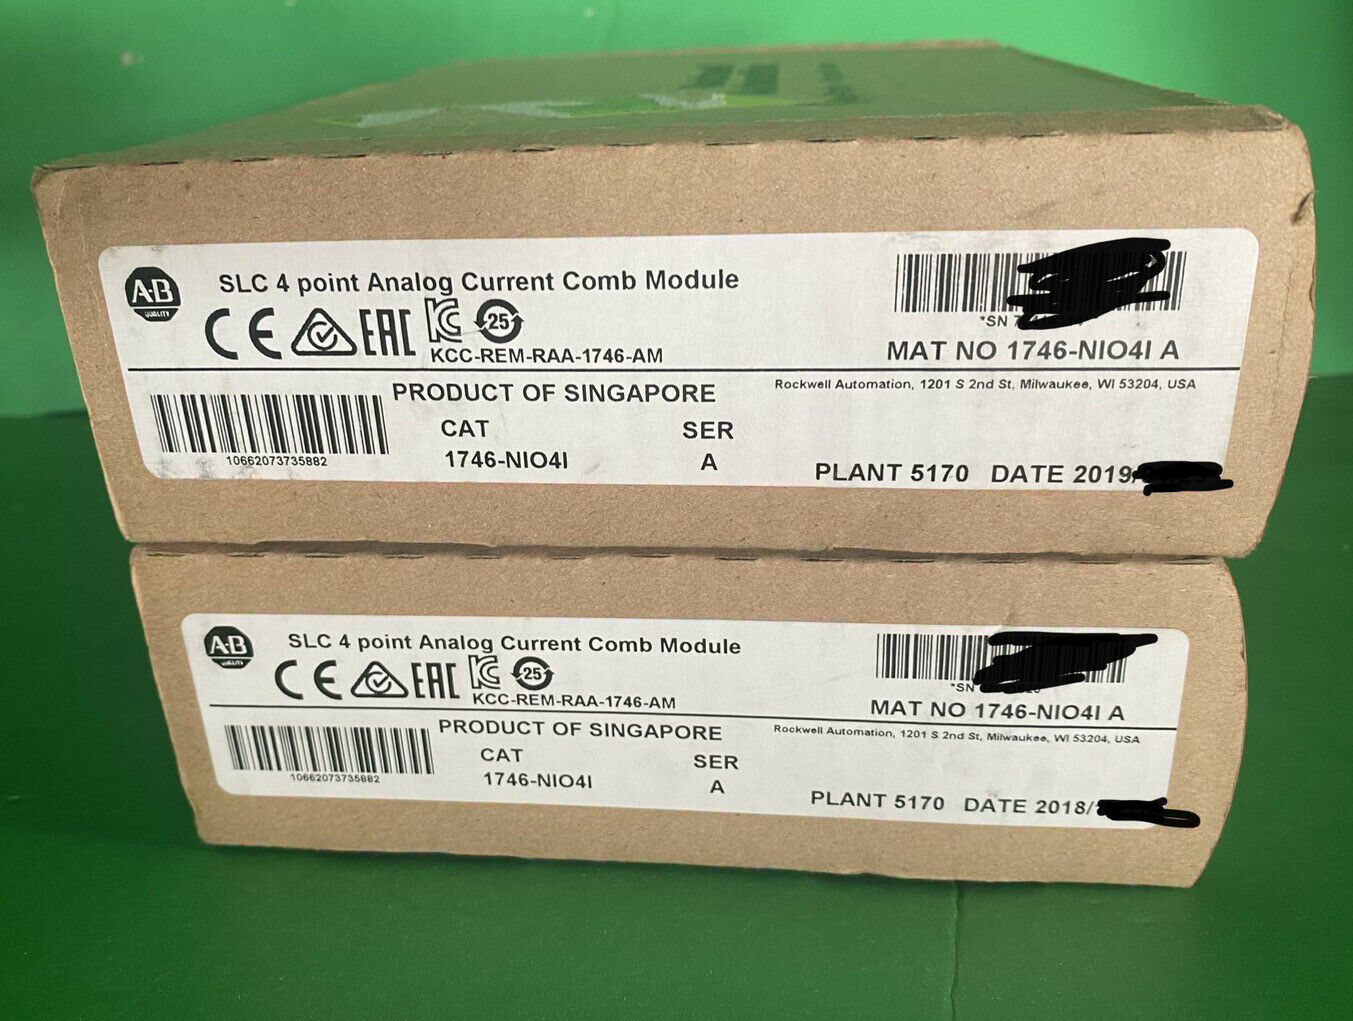 A·B
QUALITY
SLC 4 point Analog Current Comb Module
CE EAC
25
KCC-REM-RAA-1746-AM
*SN
MAT NO 1746-NIO4I A
Rockwell Automation, 1201 S 2nd St, Milwaukee, WI 53204, USA
PRODUCT OF SINGAPORE
CAT SER
1746-NIO4I A
10662073735882
PLANT 5170 DATE 2019/
A·B
QUALITY
SLC 4 point Analog Current Comb Module
CE EAC
25
KCC-REM-RAA-1746-AM
*SN
MAT NO 1746-NIO4I A
Rockwell Automation, 1201 S 2nd St, Milwaukee, WI 53204, USA
PRODUCT OF SINGAPORE
CAT SER
1746-NIO4I A
10662073735882
PLANT 5170 DATE 2018/